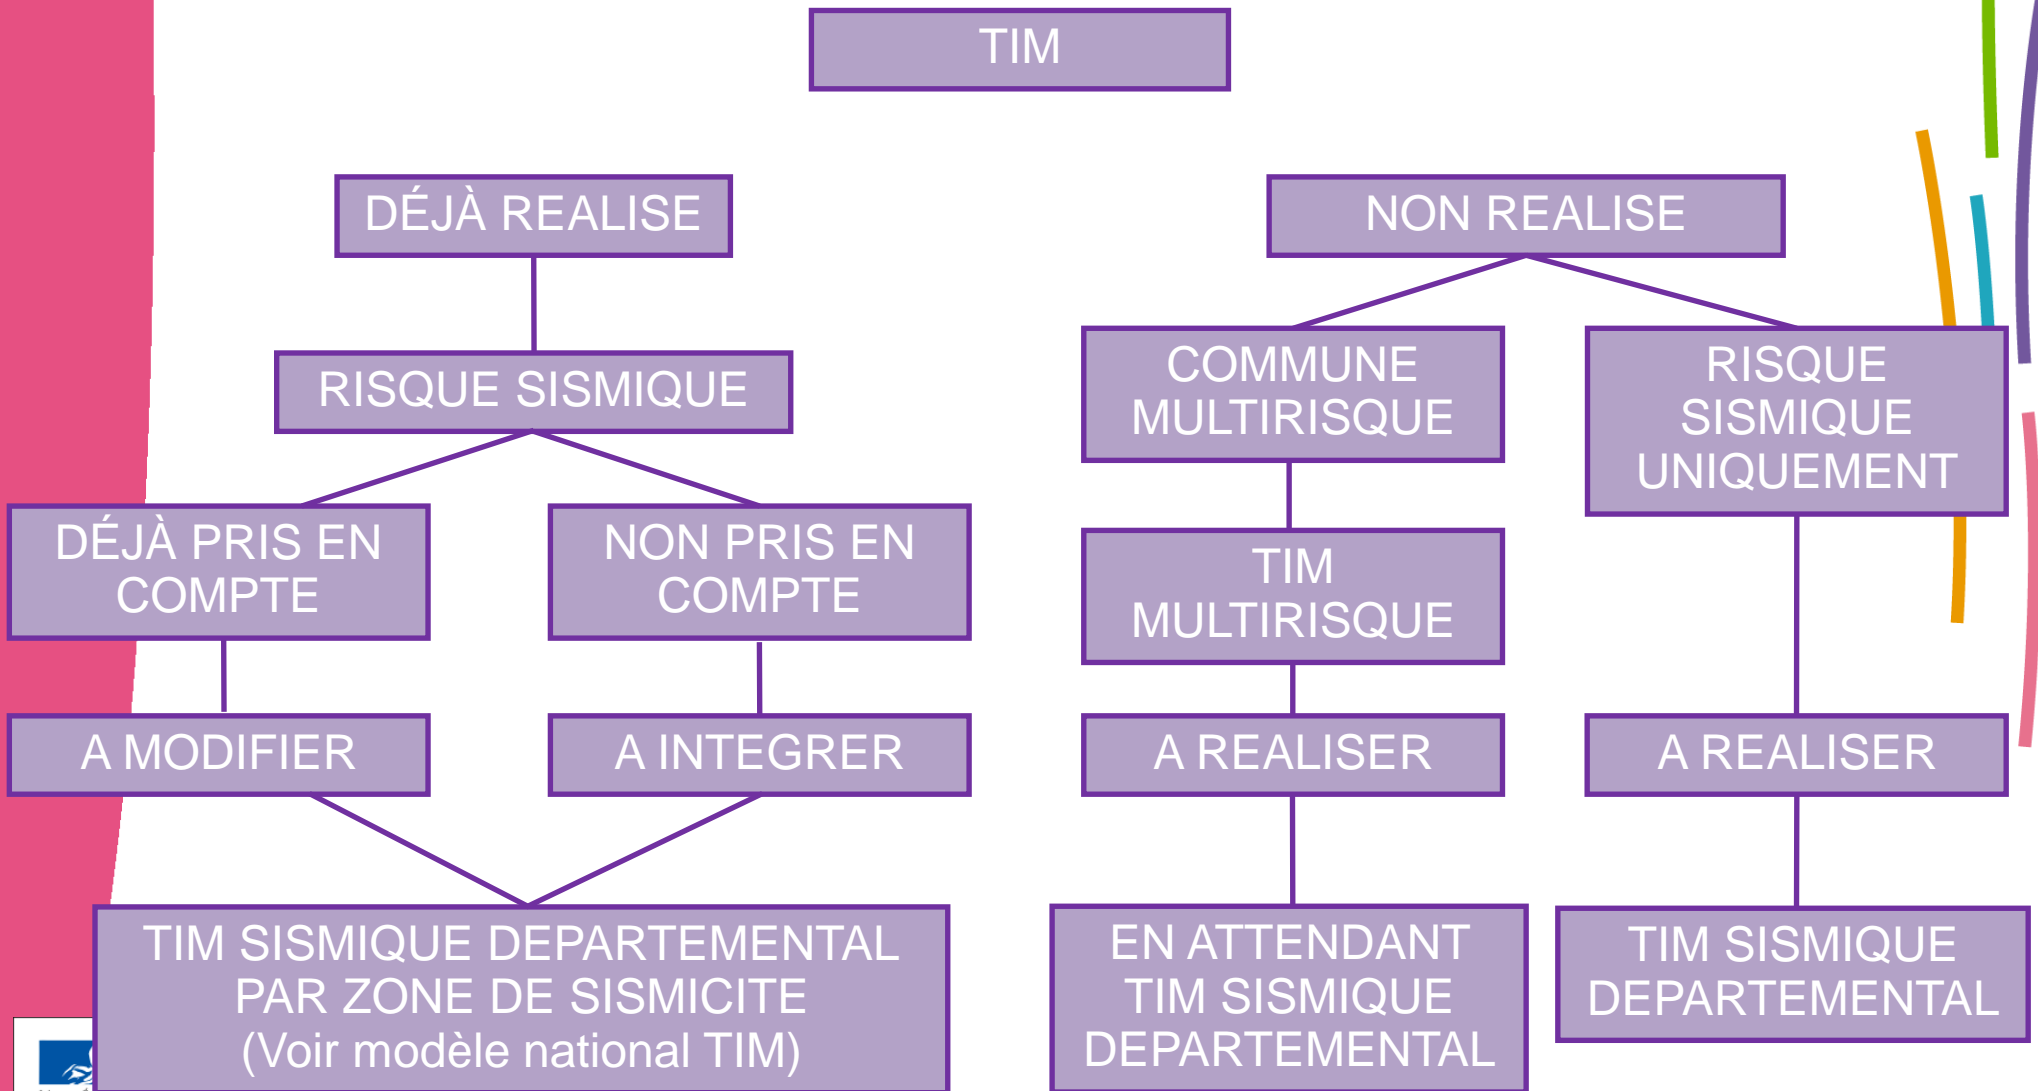 TIM
DÉJÀ REALISE
NON REALISE
RISQUE SISMIQUE
COMMUNE
MULTIRISQUE
RISQUE
SISMIQUE
UNIQUEMENT
DÉJÀ PRIS EN
COMPTE
NON PRIS EN
COMPTE
TIM
MULTIRISQUE
A MODIFIER
A INTEGRER
A REALISER
A REALISER
TIM SISMIQUE DEPARTEMENTAL
PAR ZONE DE SISMICITE
(Voir modèle national TIM)
EN ATTENDANT
TIM SISMIQUE
DEPARTEMENTAL
TIM SISMIQUE
DEPARTEMENTAL